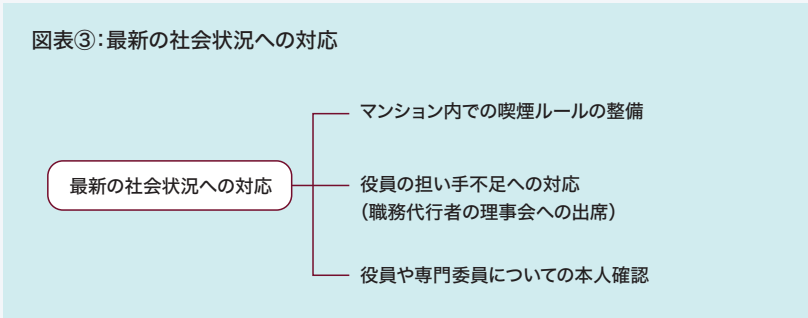 図表③：最新の社会状況への対応
マンション内での喫煙ルールの整備
最新の社会状況への対応
役員の担い手不足への対応
（職務代行者の理事会への出席）
役員や専門委員についての本人確認